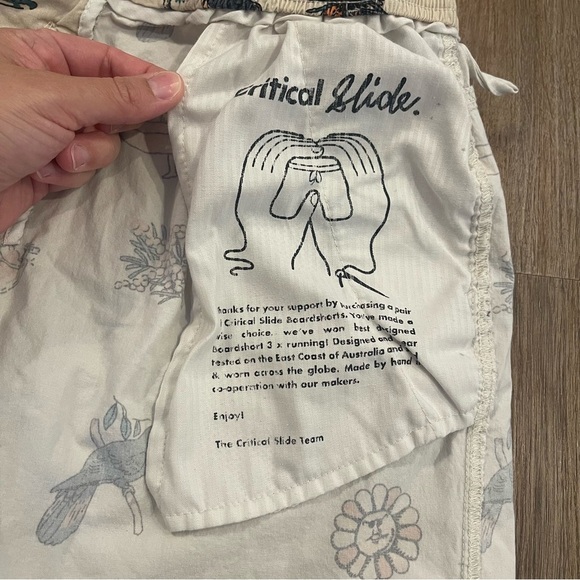 Critical Slide.
hanks for your support by purchasing a pair
Critical Slide Boardshorts. You've made a
wise choice. we've won best designed
Boardshort 3 x running! Designed and
tested on the East Coast of Australia and
& worn across the globe. Made by hand
co-operation with our makers.
Enjoy!
The Critical Slide Team